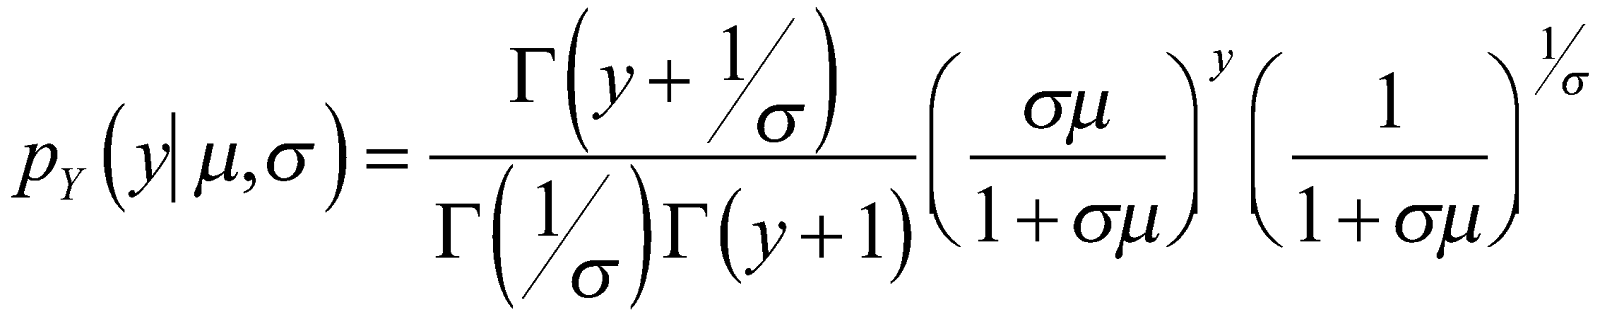 p_Y(y|μ,σ) = Γ(y+1/σ) / (Γ(1/σ)Γ(y+1)) (σμ/(1+σμ))^y (1/(1+σμ))^(1/σ)